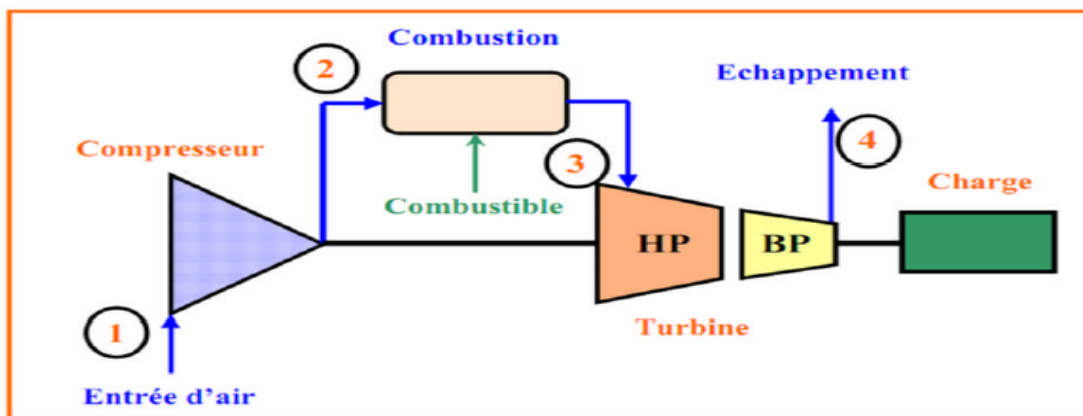 Combustion
2
Echappement
Compresseur
3
4
Charge
Combustible
HP
BP
1
Turbine
Entrée d'air